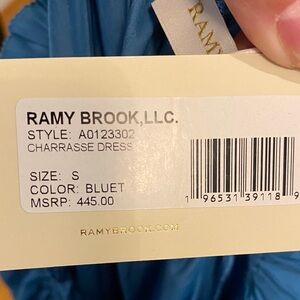 RAMY
RAMY BROOK,LLC.
STYLE: A0123302
CHARRASSE DRESS
SIZE: S
COLOR: BLUET
MSRP: 445.00
1 96531 39118 9
RAMYBROOK.COM